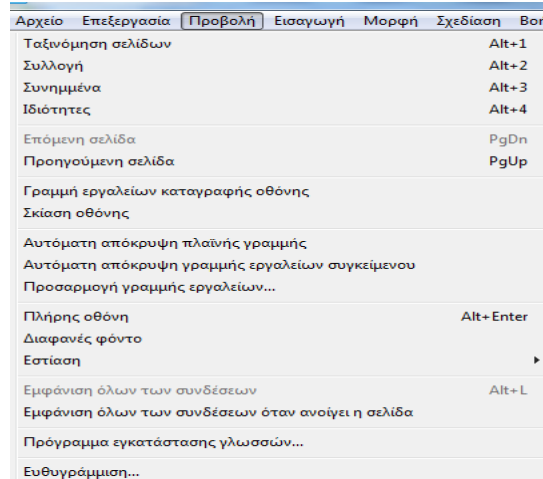 Αρχείο Επεξεργασία Προβολή Εισαγωγή Μορφή Σχεδίαση Βοη
Ταξινόμηση σελίδων Alt+1
Συλλογή Alt+2
Συνημμένα Alt+3
Ιδιότητες Alt+4
Επόμενη σελίδα PgDn
Προηγούμενη σελίδα PgUp
Γραμμή εργαλείων καταγραφής οθόνης
Σκίαση οθόνης
Αυτόματη απόκρυψη πλαϊνής γραμμής
Αυτόματη απόκρυψη γραμμής εργαλείων συγκείμενου
Προσαρμογή γραμμής εργαλείων...
Πλήρης οθόνη Alt+Enter
Διαφανές φόντο
Εστίαση
Εμφάνιση όλων των συνδέσεων Alt+L
Εμφάνιση όλων των συνδέσεων όταν ανοίγει η σελίδα
Πρόγραμμα εγκατάστασης γλωσσών...
Ευθυγράμμιση...